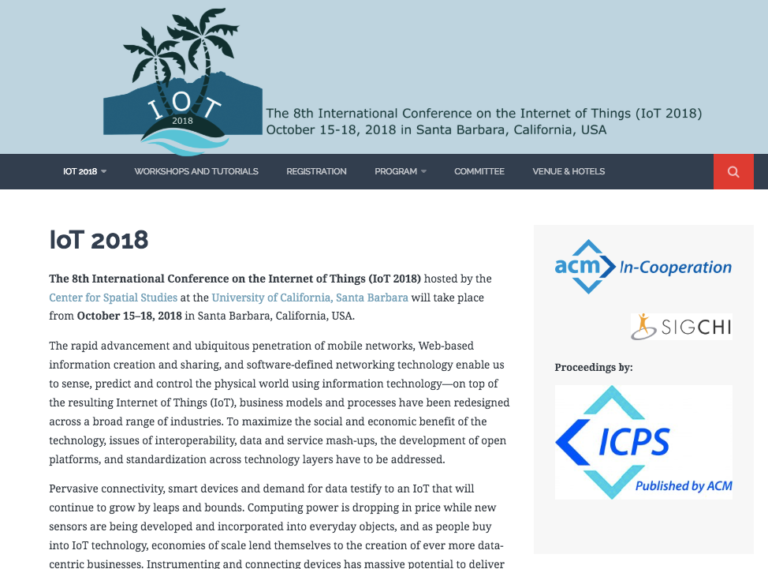 IOT
2018
The 8th International Conference on the Internet of Things (IoT 2018)
October 15-18, 2018 in Santa Barbara, California, USA
IOT 2018 WORKSHOPS AND TUTORIALS REGISTRATION PROGRAM COMMITTEE VENUE & HOTELS
IoT 2018
The 8th International Conference on the Internet of Things (IoT 2018) hosted by the
Center for Spatial Studies at the University of California, Santa Barbara will take place
from October 15–18, 2018 in Santa Barbara, California, USA.
The rapid advancement and ubiquitous penetration of mobile networks, Web-based
information creation and sharing, and software-defined networking technology enable us
to sense, predict and control the physical world using information technology—on top of
the resulting Internet of Things (IoT), business models and processes have been redesigned
across a broad range of industries. To maximize the social and economic benefit of the
technology, issues of interoperability, data and service mash-ups, the development of open
platforms, and standardization across technology layers have to be addressed.
Pervasive connectivity, smart devices and demand for data testify to an IoT that will
continue to grow by leaps and bounds. Computing power is dropping in price while new
sensors are being developed and incorporated into everyday objects, and as people buy
into IoT technology, economies of scale lend themselves to the creation of ever more data-
centric businesses. Instrumenting and connecting devices has massive potential to deliver
acm In-Cooperation
SIGCHI
Proceedings by:
ICPS
Published by ACM